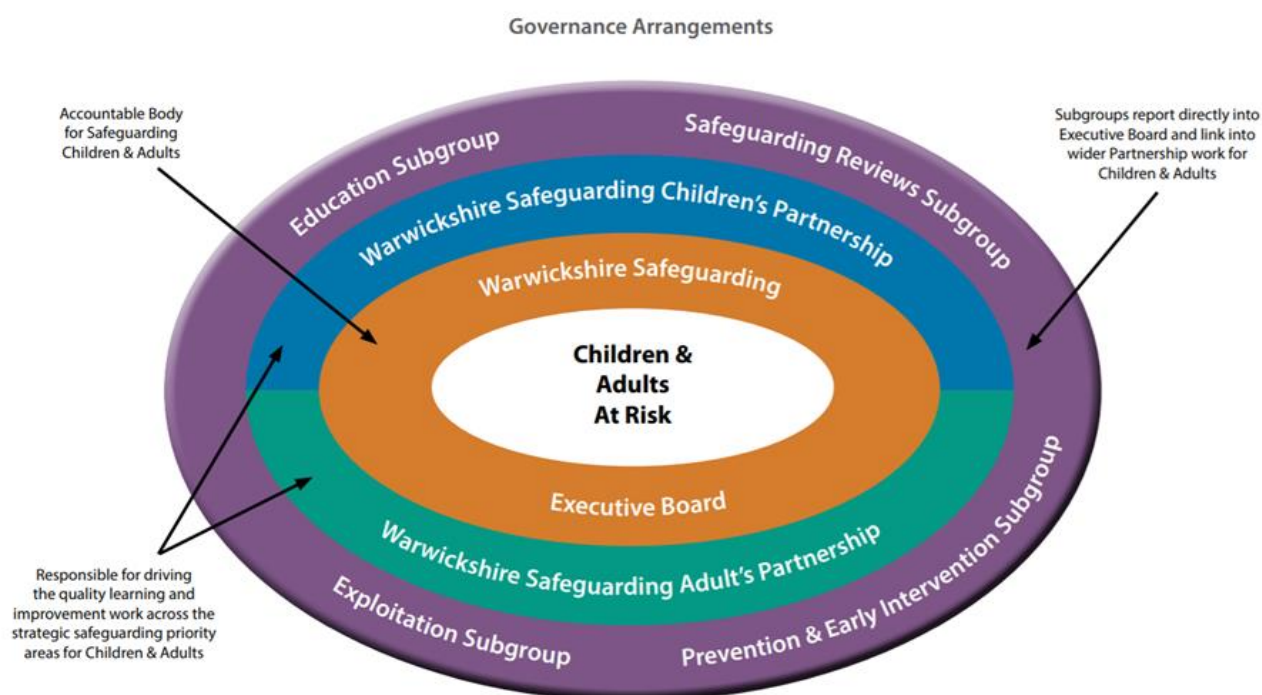 Governance Arrangements
Accountable Body
for Safeguarding
Children & Adults
Subgroups report directly into
Executive Board and link into
wider Partnership work for
Children & Adults
Education Subgroup
Safeguarding Reviews Subgroup
Warwickshire Safeguarding Children's Partnership
Warwickshire Safeguarding
Children &
Adults
At Risk
Executive Board
Warwickshire Safeguarding Adult's Partnership
Exploitation Subgroup
Prevention & Early Intervention Subgroup
Responsible for driving
the quality learning and
improvement work across the
strategic safeguarding priority
areas for Children & Adults